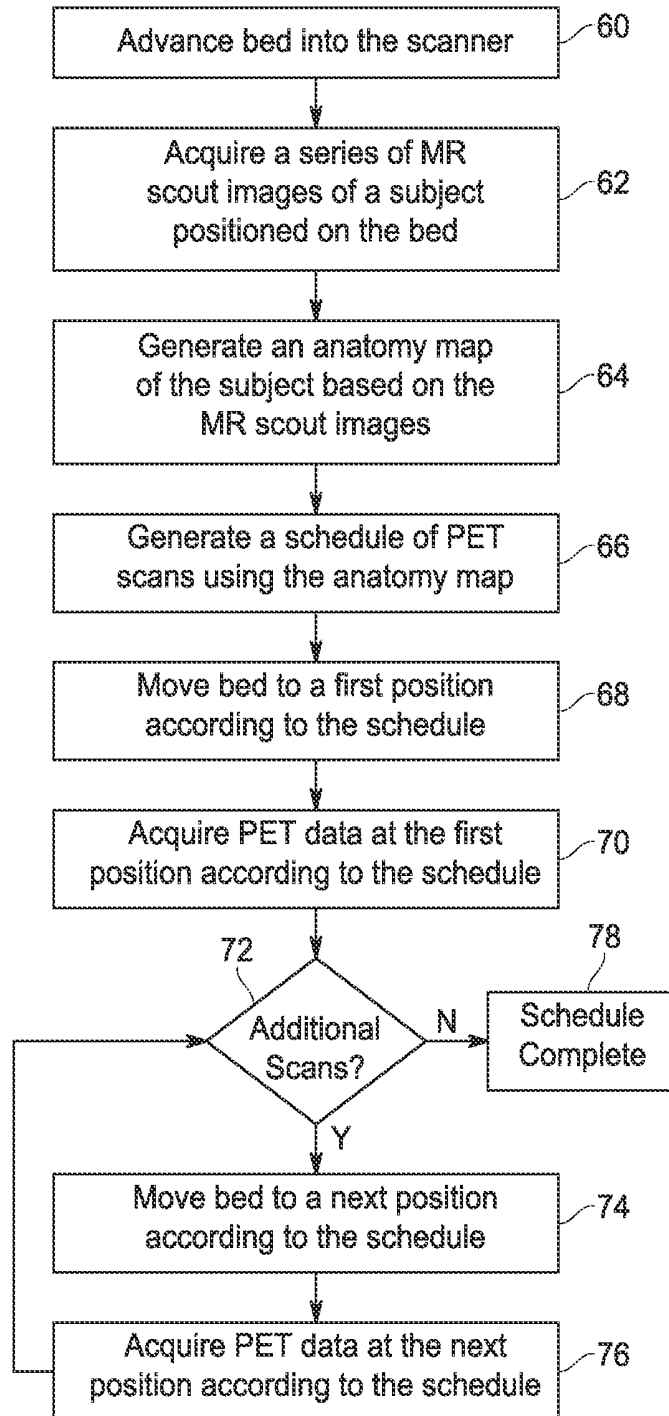 Advance bed into the scanner
60
Acquire a series of MR
scout images of a subject
positioned on the bed
62
Generate an anatomy map
of the subject based on the
MR scout images
64
Generate a schedule of PET
scans using the anatomy map
66
Move bed to a first position
according to the schedule
68
Acquire PET data at the first
position according to the schedule
70
72
Additional
Scans?
N
78
Schedule
Complete
Y
Move bed to a next position
according to the schedule
74
Acquire PET data at the next
position according to the schedule
76